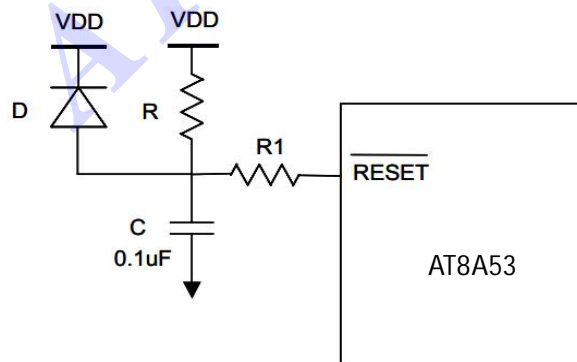 VDD VDD
D
R
R1
RESET
C
0.1uF
AT8A53